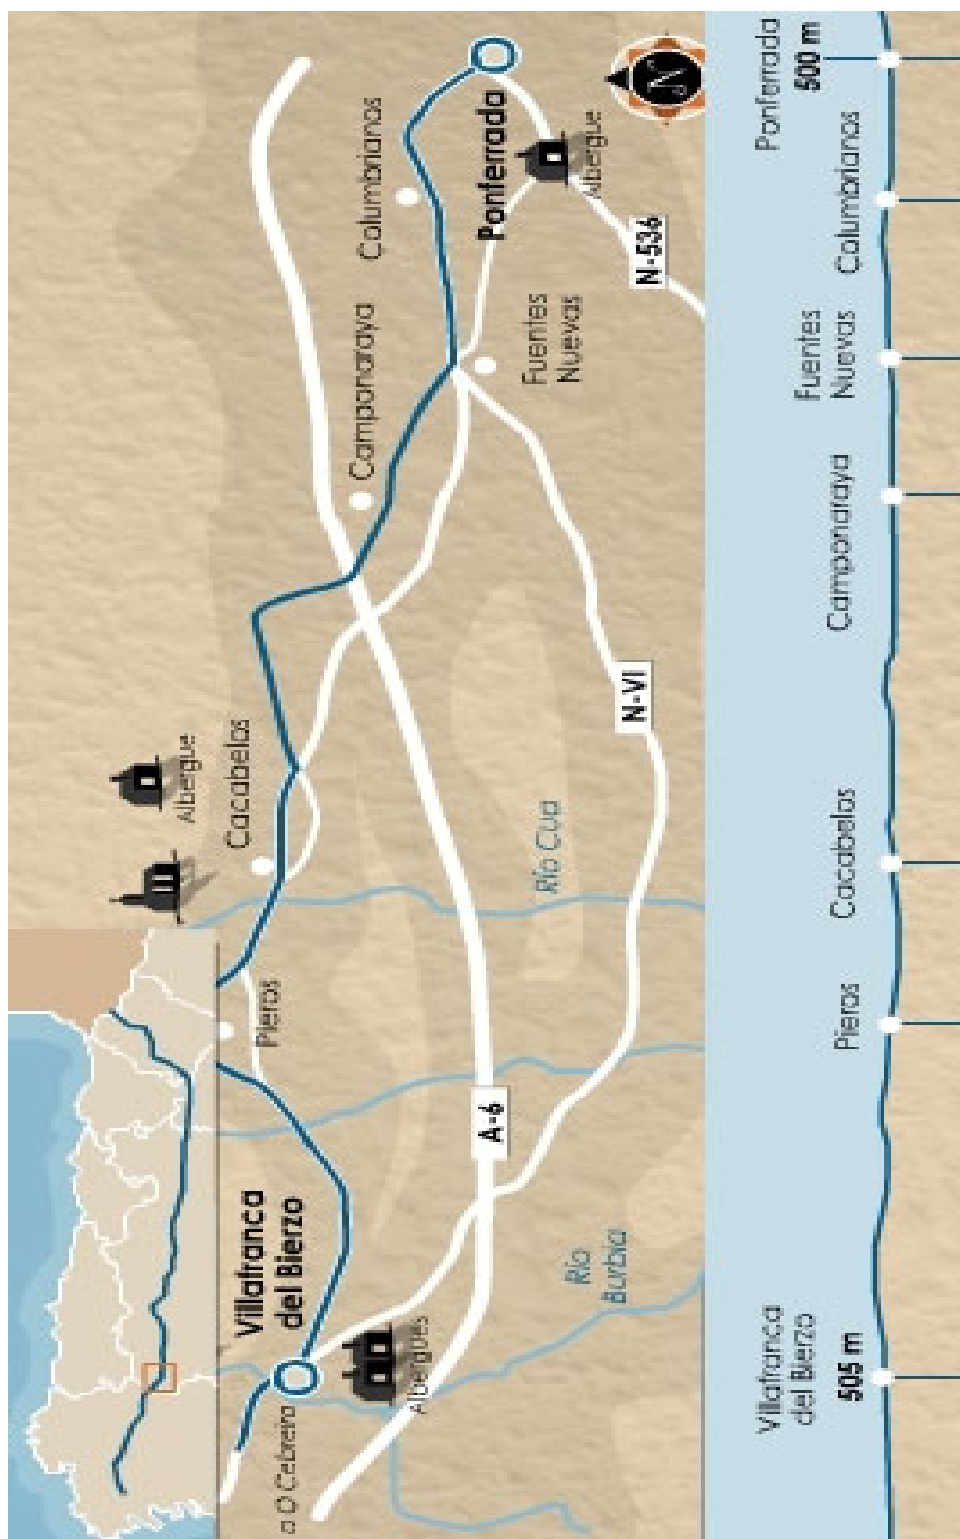 a O Cebreiro
Villafranca
del Bierzo
Albergues
Pieros
Cacabelos
Albergue
Camponaraya
Columbrianos
Fuentes
Nuevas
Ponferrada
Albergue
N-536
N-VI
A-6
Río Cua
Río
Burbia
N
Villafranca
del Bierzo
505 m
Pieros
Cacabelos
Camponaraya
Fuentes
Nuevas
Columbrianos
Ponferrada
500 m